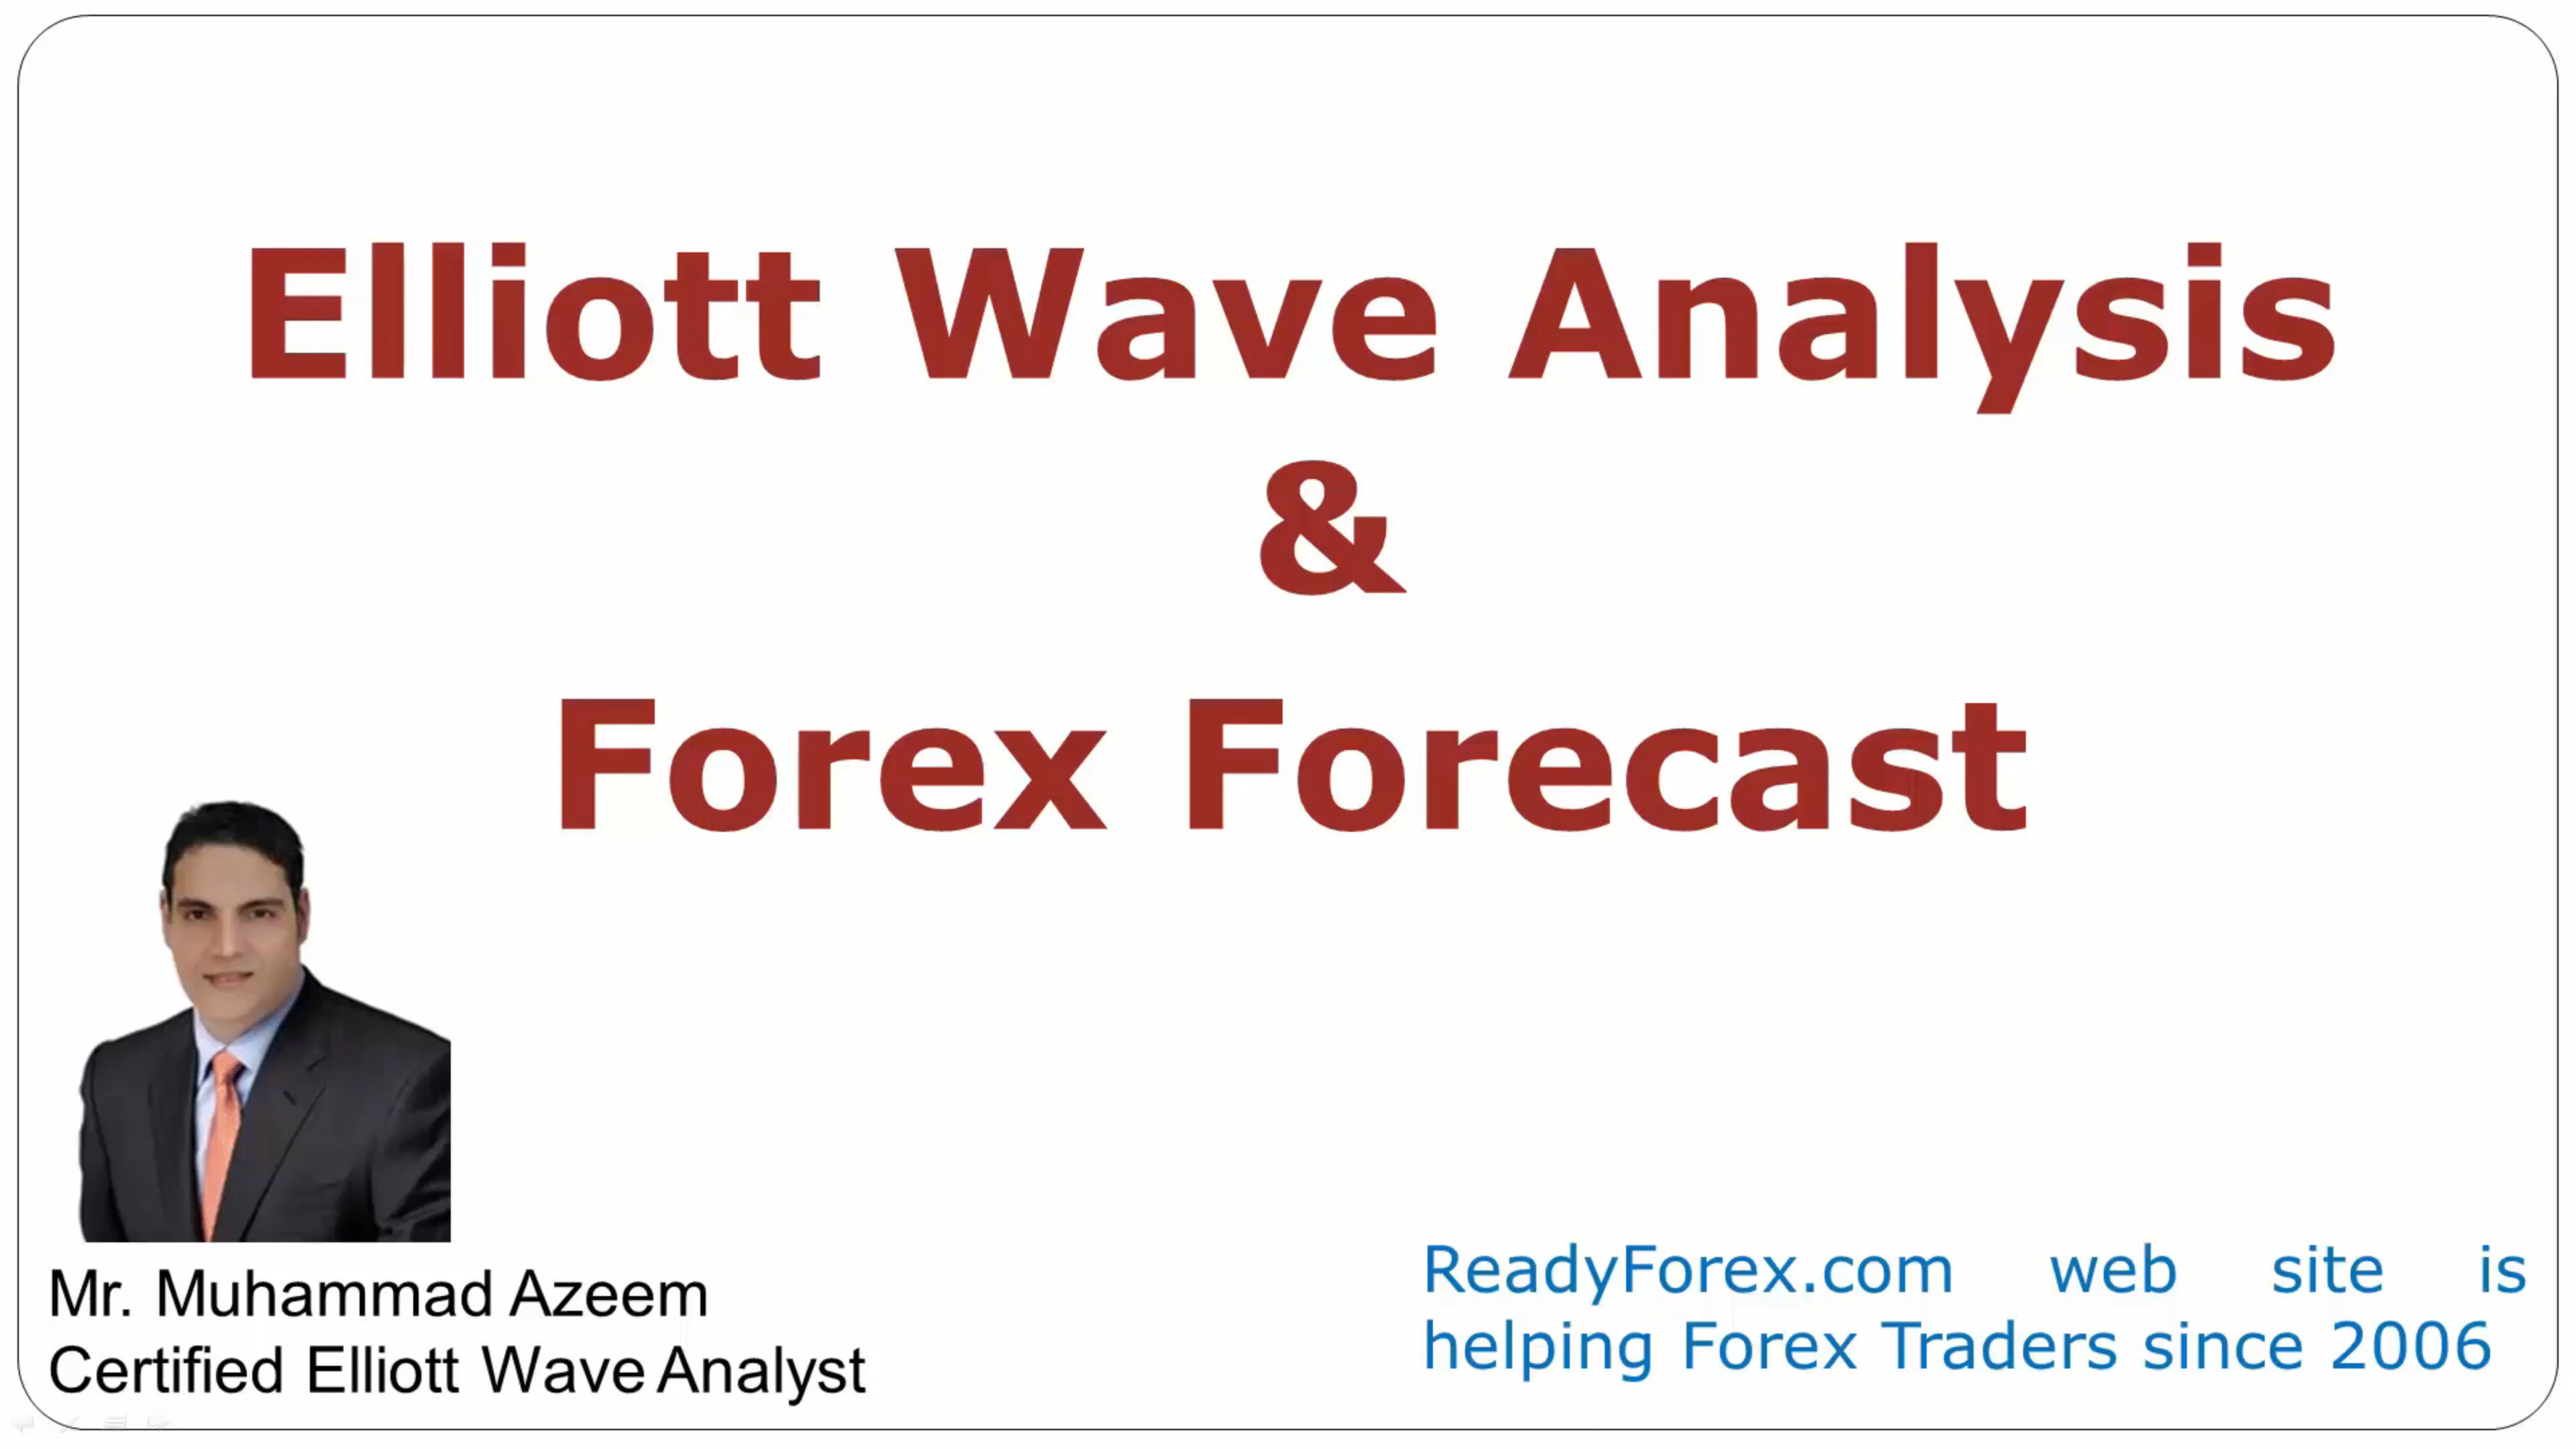 Elliott Wave Analysis
&
Forex Forecast
Mr. Muhammad Azeem
Certified Elliott Wave Analyst
ReadyForex.com web site is
helping Forex Traders since 2006